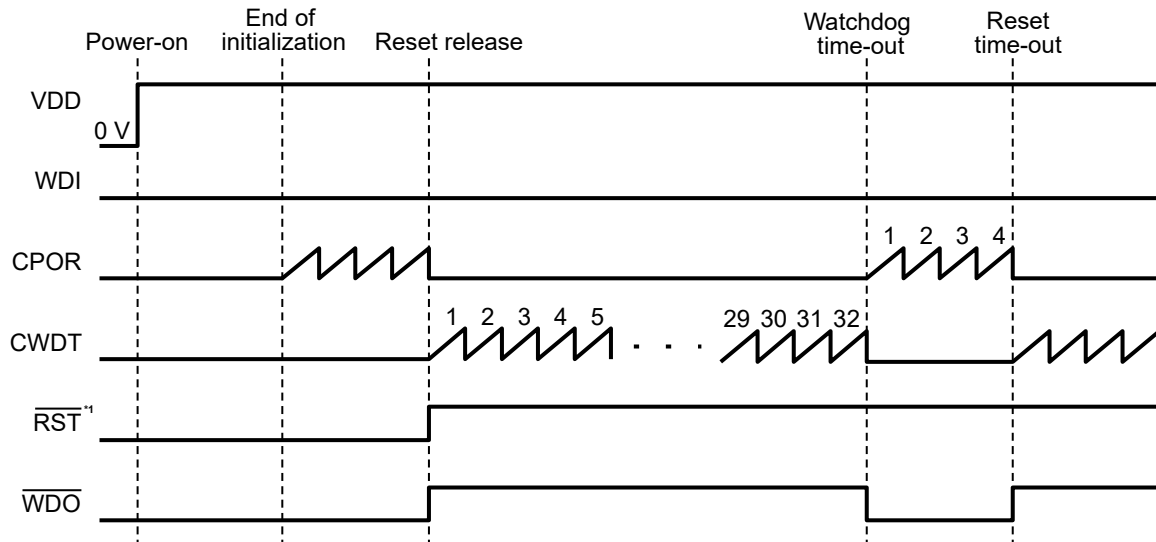 End of Watchdog Reset
Power-on initialization Reset release time-out time-out
VDD
0 V
WDI
CPOR 1 2 3 4
CWDT 1 2 3 4 5 · · · 29 30 31 32
RST*1
WDO